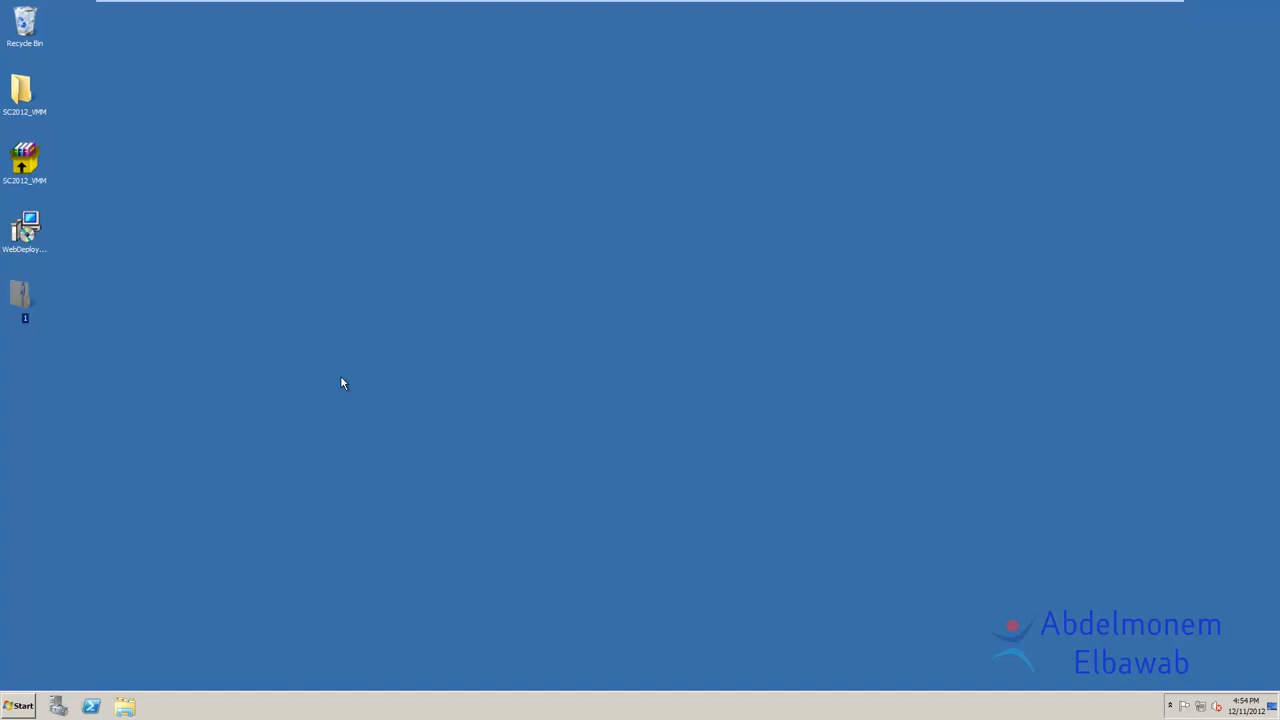 Recycle Bin
SC2012_VMM
SC2012_VMM
WebDeploy...
1
Abdelmonem
Elbawab
Start
4:54 PM
12/11/2012